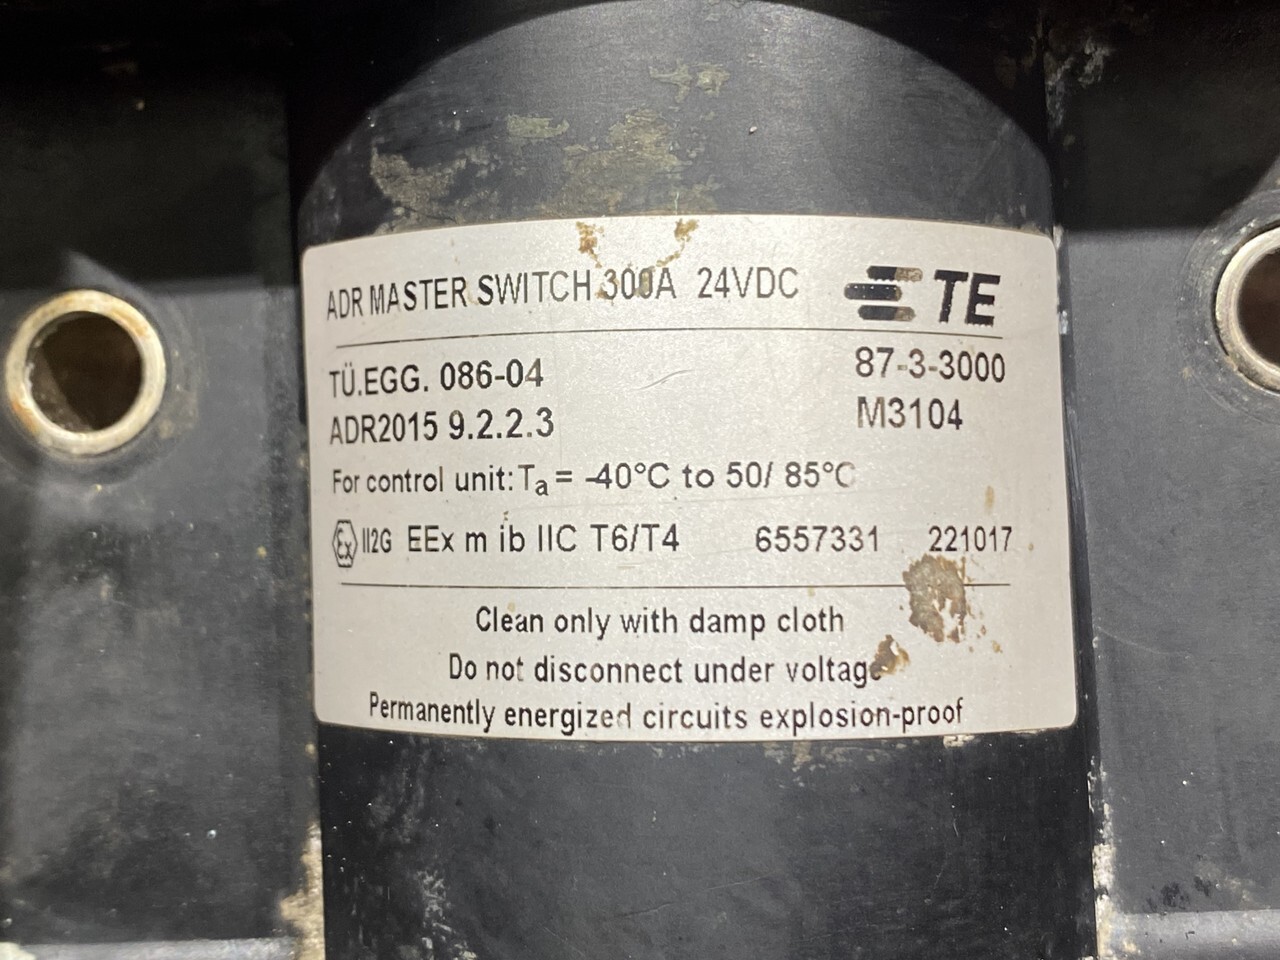 ADR MASTER SWITCH 300A 24VDC
TE
TÜ.EGG. 086-04
87-3-3000
ADR2015 9.2.2.3
M3104
For control unit: Ta = -40°C to 50/ 85°C
Ex II2G EEx m ib IIC T6/T4 6557331 221017
Clean only with damp cloth
Do not disconnect under voltage
Permanently energized circuits explosion-proof